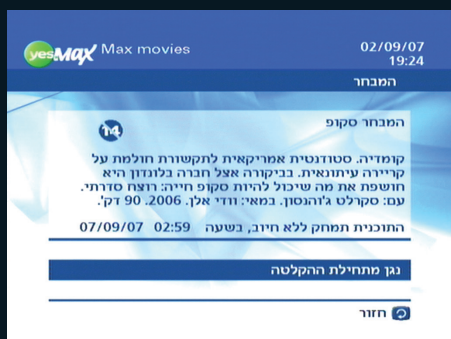 yesMax Max movies 02/09/07
19:24
המבחר
המבחר סקופ
14
קומדיה. סטודנטית אמריקאית לתקשורת חולמת על
קריירה עיתונאית. בביקורה אצל חברה בלונדון היא
חושפת את מה שיכול להיות סקופ חייה: רוצח סדרתי.
עם: סקרלט ג'והנסון. במאי: וודי אלן. 2006. 90 דק'.
התוכנית תמחק ללא חיוב, בשעה 02:59 07/09/07
נגן מתחילת ההקלטה
חזור